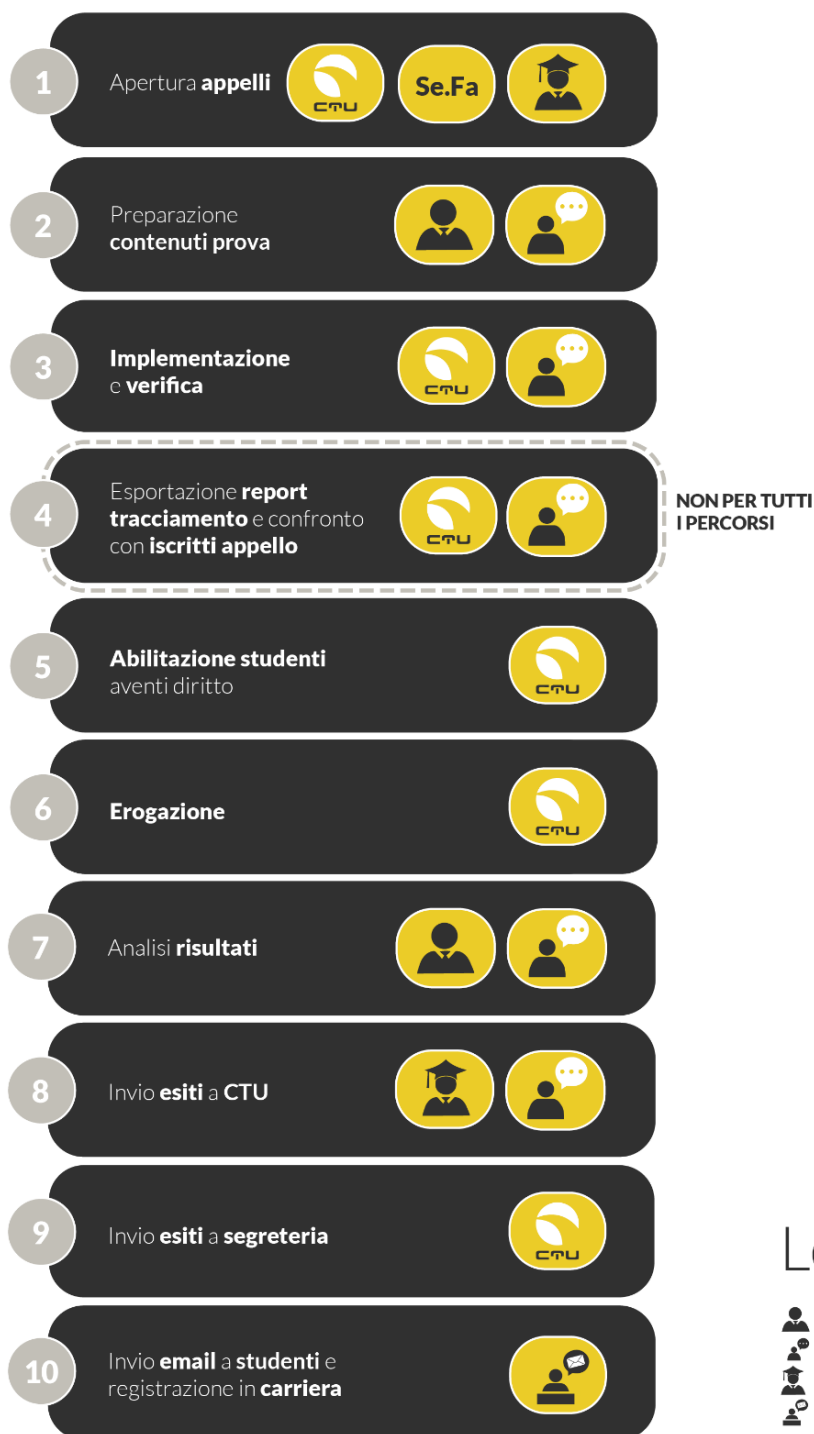 1
Apertura appelli
CTU
Se.Fa
2
Preparazione
contenuti prova
3
Implementazione
e verifica
CTU
4
Esportazione report
tracciamento e confronto
con iscritti appello
CTU
NON PER TUTTI
I PERCORSI
5
Abilitazione studenti
aventi diritto
CTU
6
Erogazione
CTU
7
Analisi risultati
8
Invio esiti a CTU
9
Invio esiti a segreteria
CTU
10
Invio email a studenti e
registrazione in carriera